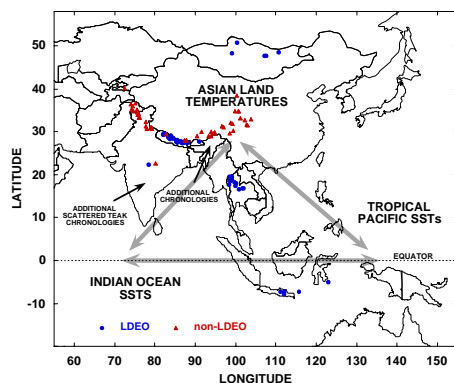 50
40
30
20
10
0
-10
LATITUDE
ASIAN LAND
TEMPERATURES
ADDITIONAL
SCATTERED TEAK
CHRONOLOGIES
ADDITIONAL
CHRONOLOGIES
TROPICAL
PACIFIC SSTs
EQUATOR
INDIAN OCEAN
SSTS
LDEO non-LDEO
60 70 80 90 100 110 120 130 140 150
LONGITUDE